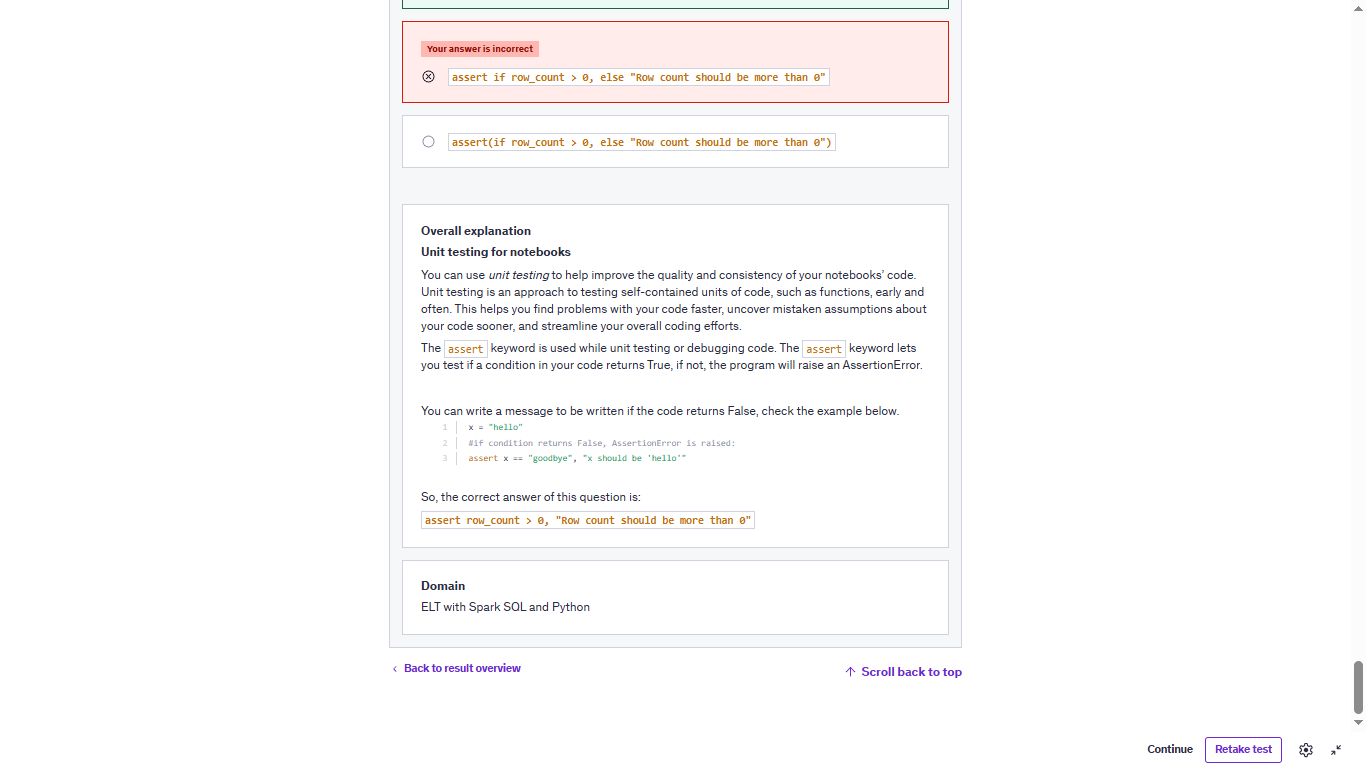 Your answer is incorrect
assert if row_count > 0, else "Row count should be more than 0"
assert(if row_count > 0, else "Row count should be more than 0")
Overall explanation
Unit testing for notebooks
You can use unit testing to help improve the quality and consistency of your notebooks' code.
Unit testing is an approach to testing self-contained units of code, such as functions, early and
often. This helps you find problems with your code faster, uncover mistaken assumptions about
your code sooner, and streamline your overall coding efforts.
The assert keyword is used while unit testing or debugging code. The assert keyword lets
you test if a condition in your code returns True, if not, the program will raise an AssertionError.
You can write a message to be written if the code returns False, check the example below.
1 x = "hello"
2 #if condition returns False, AssertionError is raised:
3 assert x == "goodbye", "x should be 'hello'"
So, the correct answer of this question is:
assert row_count > 0, "Row count should be more than 0"
Domain
ELT with Spark SQL and Python
Back to result overview
Scroll back to top
Continue
Retake test